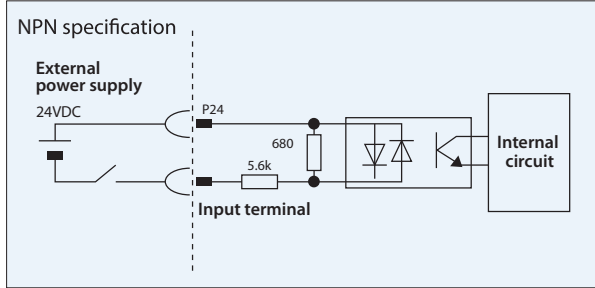 NPN specification
External
power supply
24VDC
P24
680
5.6k
Input terminal
Internal
circuit